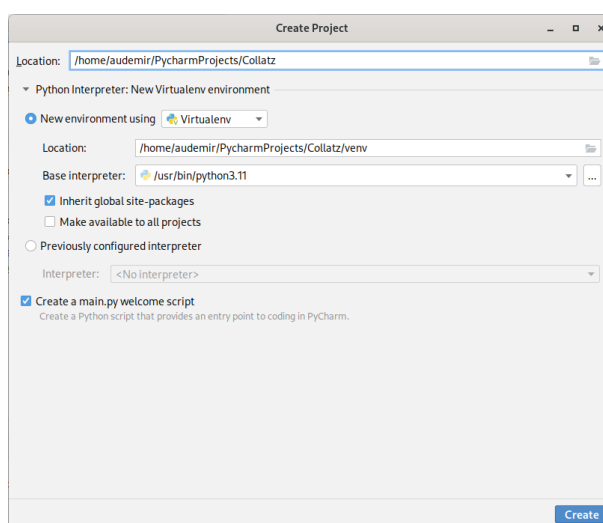 Create Project
Location: /home/audemir/PycharmProjects/Collatz
Python Interpreter: New Virtualenv environment
New environment using Virtualenv
Location: /home/audemir/PycharmProjects/Collatz/venv
Base interpreter: /usr/bin/python3.11 ...
Inherit global site-packages
Make available to all projects
Previously configured interpreter
Interpreter: <No interpreter>
Create a main.py welcome script
Create a Python script that provides an entry point to coding in PyCharm.
Create